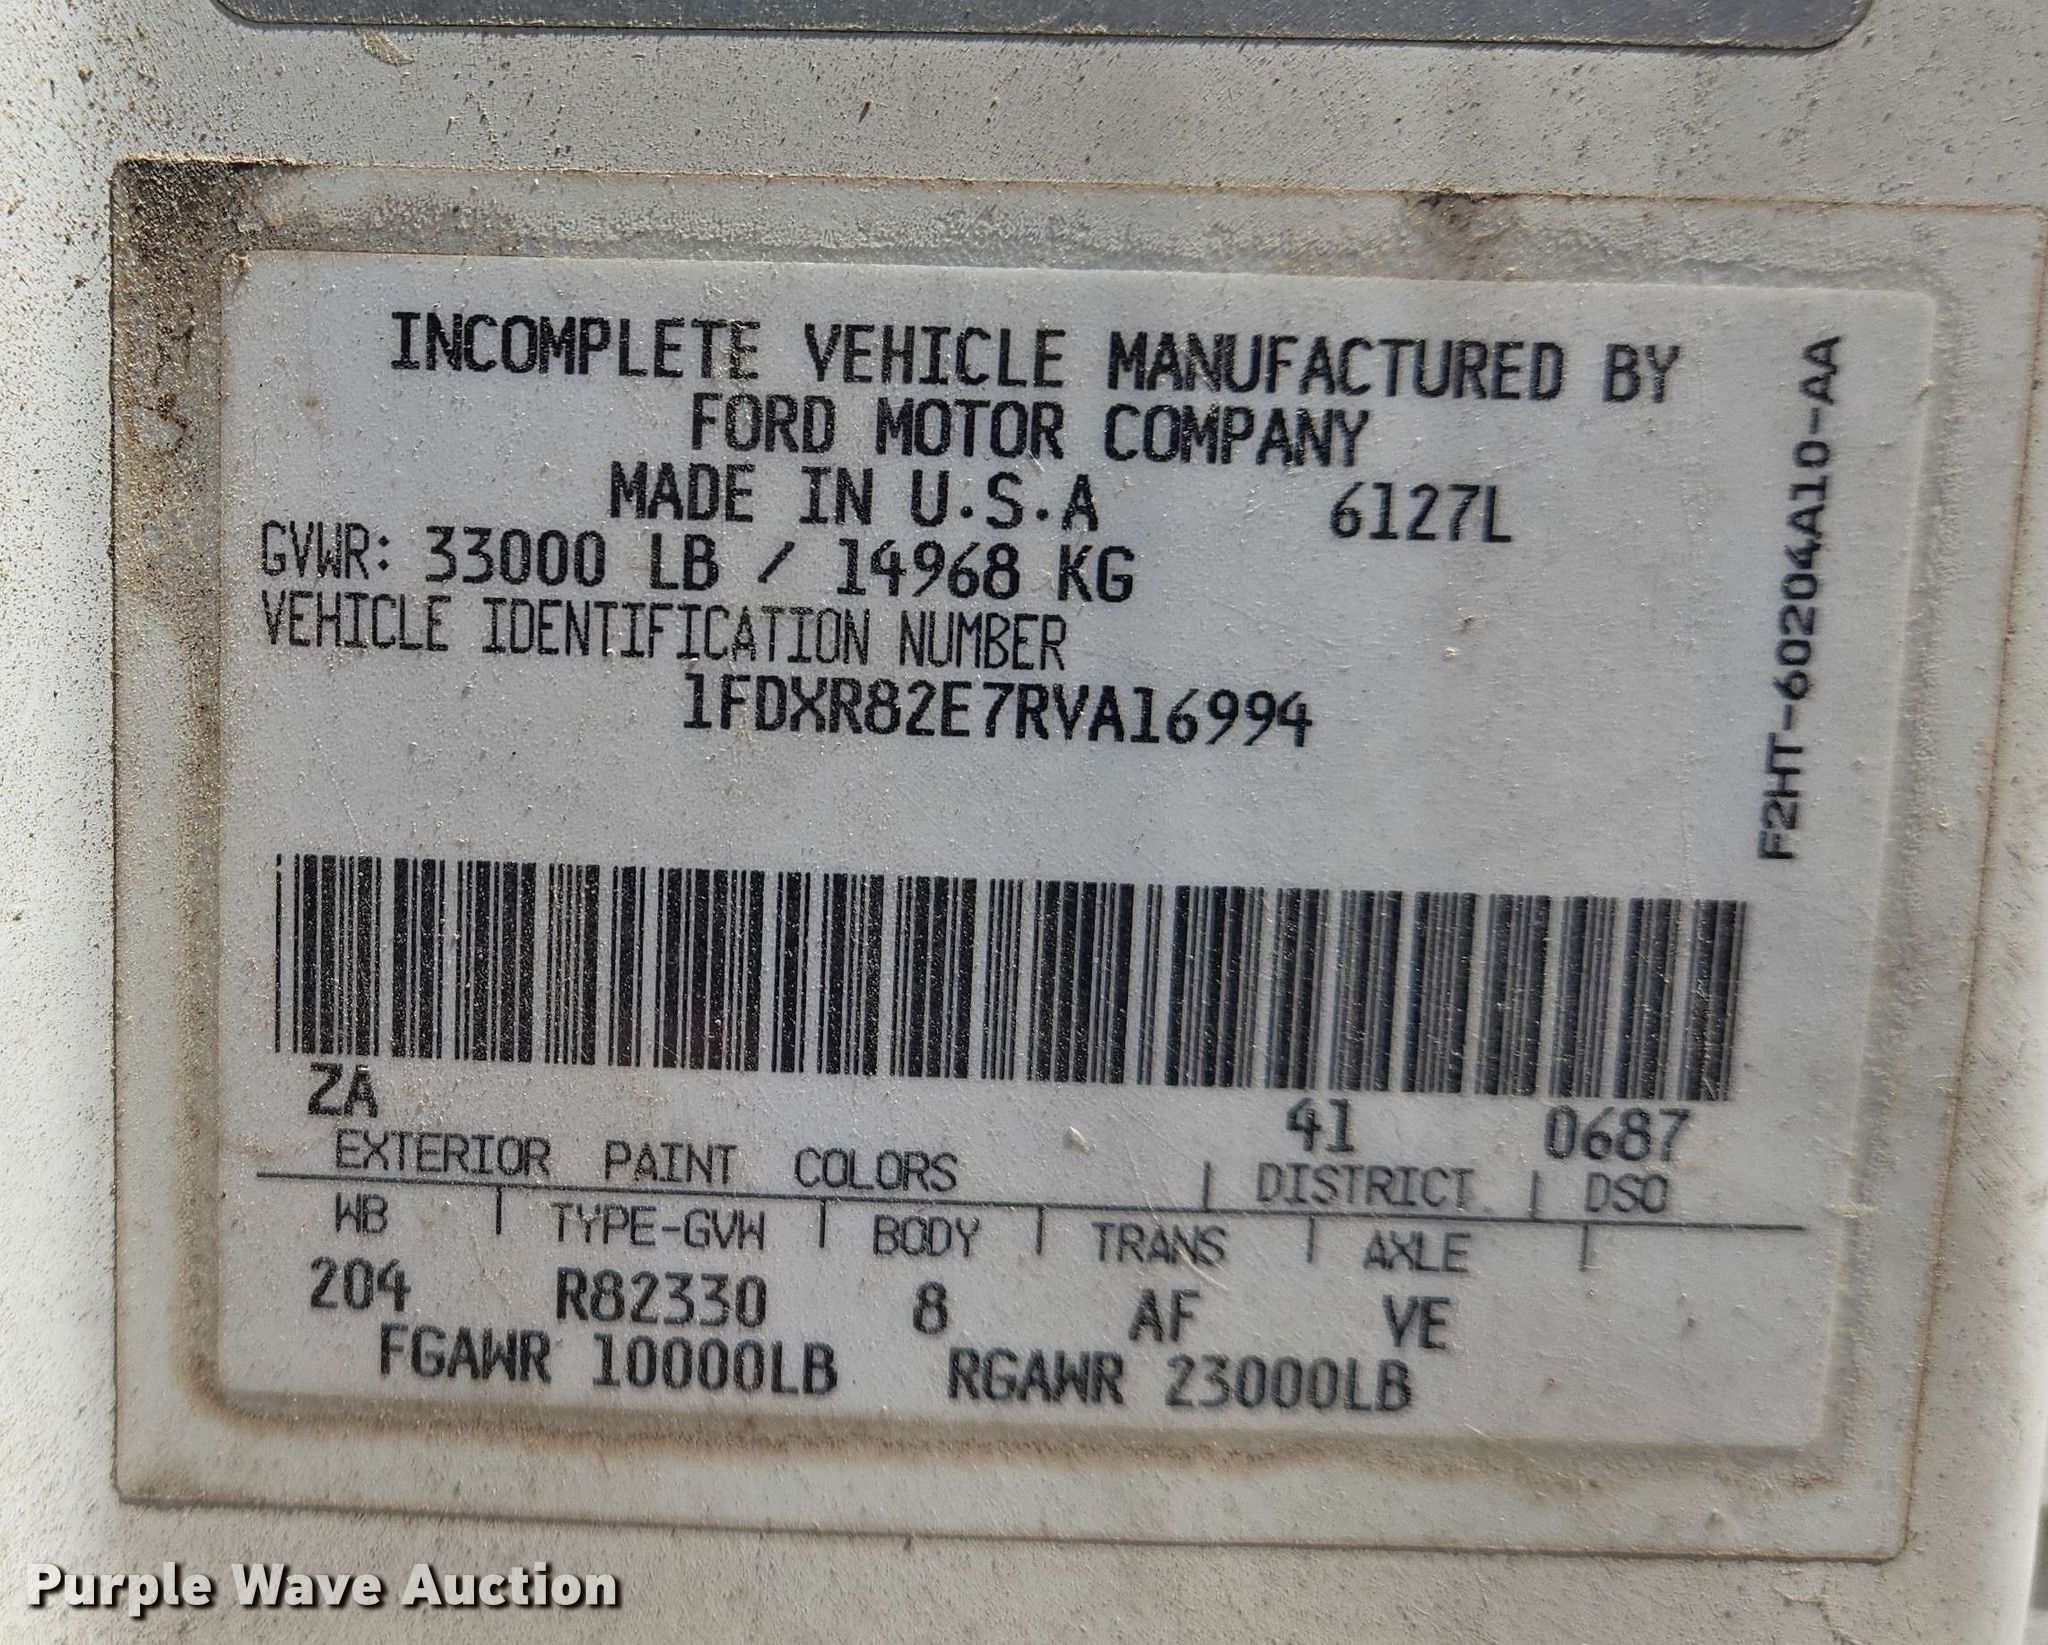 INCOMPLETE VEHICLE MANUFACTURED BY
FORD MOTOR COMPANY
MADE IN U.S.A 6127L
GVWR: 33000 LB / 14968 KG
VEHICLE IDENTIFICATION NUMBER
1FDXR82E7RVA16994
F2HT-60204A10-AA
ZA 41 0687
EXTERIOR PAINT COLORS | DISTRICT | DSO
WB | TYPE-GVW | BODY | TRANS | AXLE |
204 R82330 8 AF VE
FGAWR 10000LB RGAWR 23000LB
Purple Wave Auction